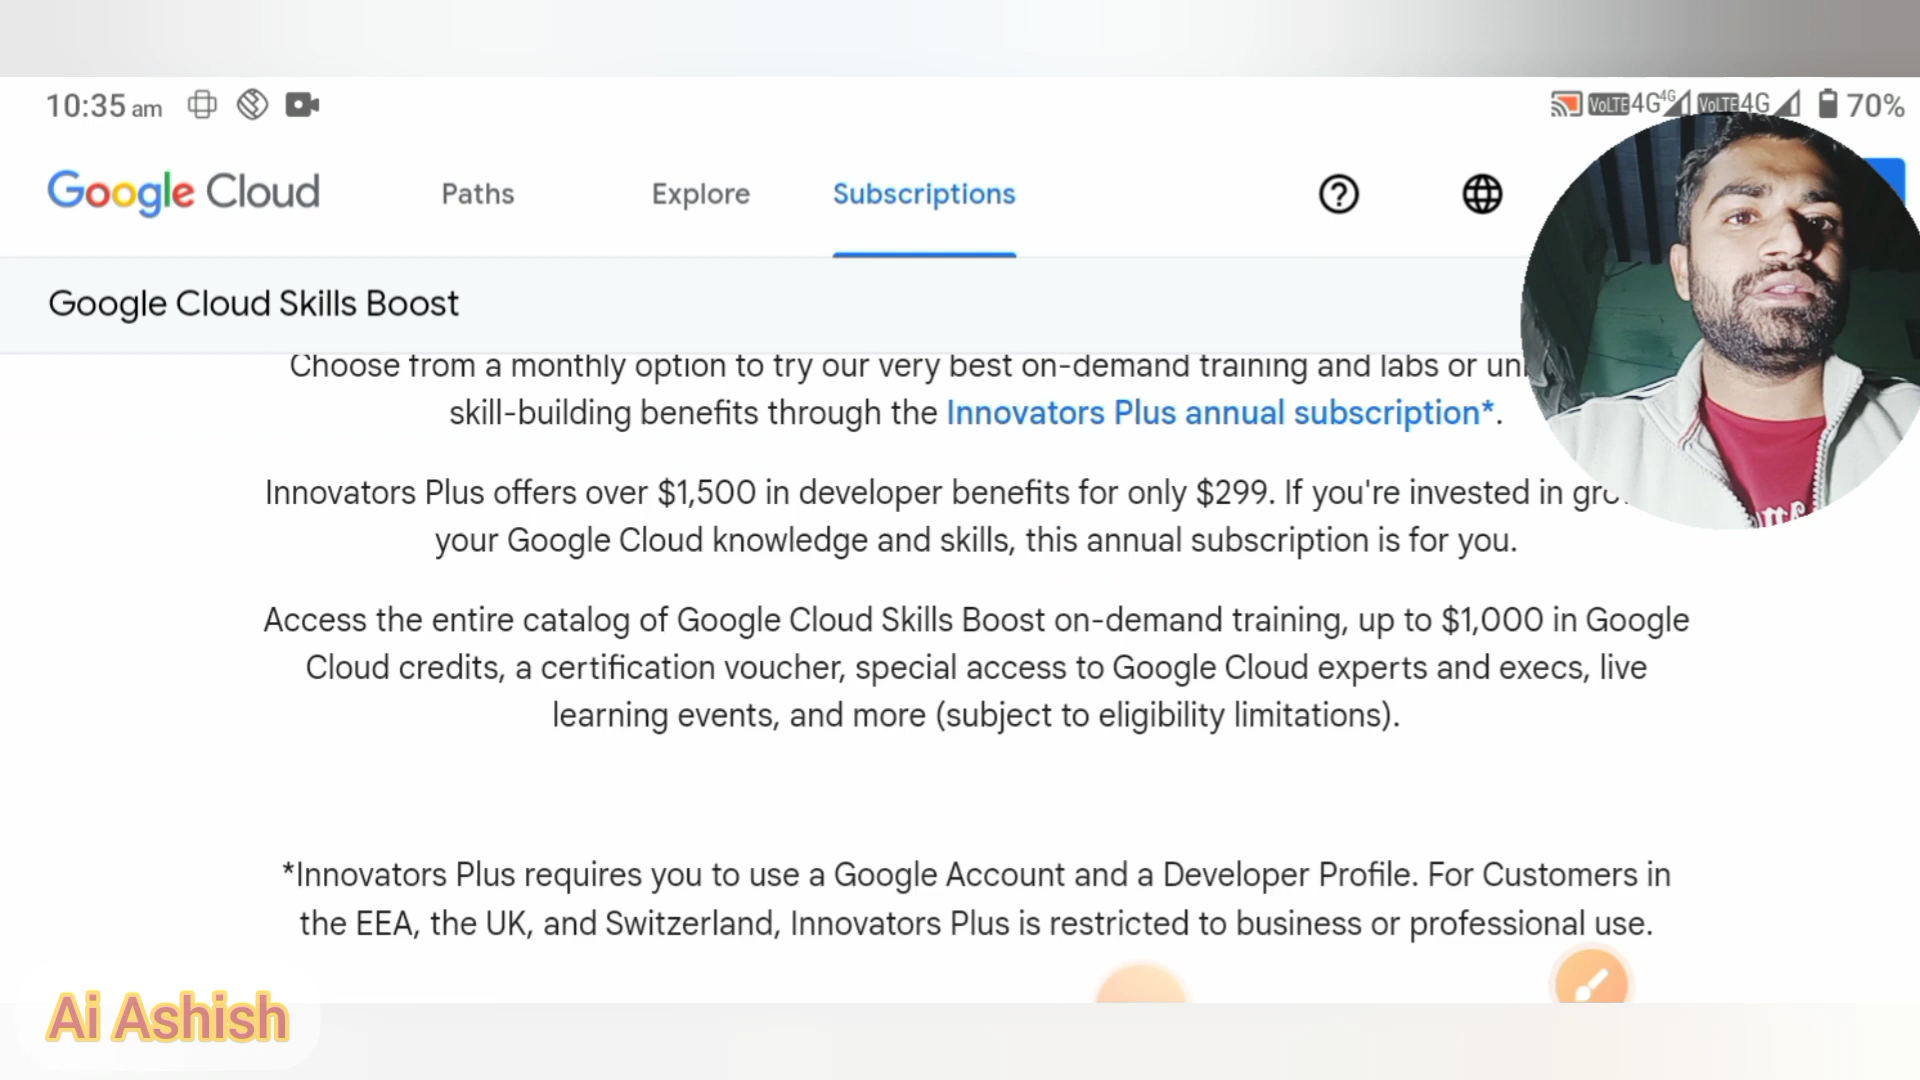 10:35 am
VoLTE 4G 4G VoLTE 4G 70%
Google Cloud Paths Explore Subscriptions
Google Cloud Skills Boost
Choose from a monthly option to try our very best on-demand training and labs or
skill-building benefits through the Innovators Plus annual subscription*.
Innovators Plus offers over $1,500 in developer benefits for only $299. If you're invested in
your Google Cloud knowledge and skills, this annual subscription is for you.
Access the entire catalog of Google Cloud Skills Boost on-demand training, up to $1,000 in Google
Cloud credits, a certification voucher, special access to Google Cloud experts and execs, live
learning events, and more (subject to eligibility limitations).
*Innovators Plus requires you to use a Google Account and a Developer Profile. For Customers in
the EEA, the UK, and Switzerland, Innovators Plus is restricted to business or professional use.
Ai Ashish